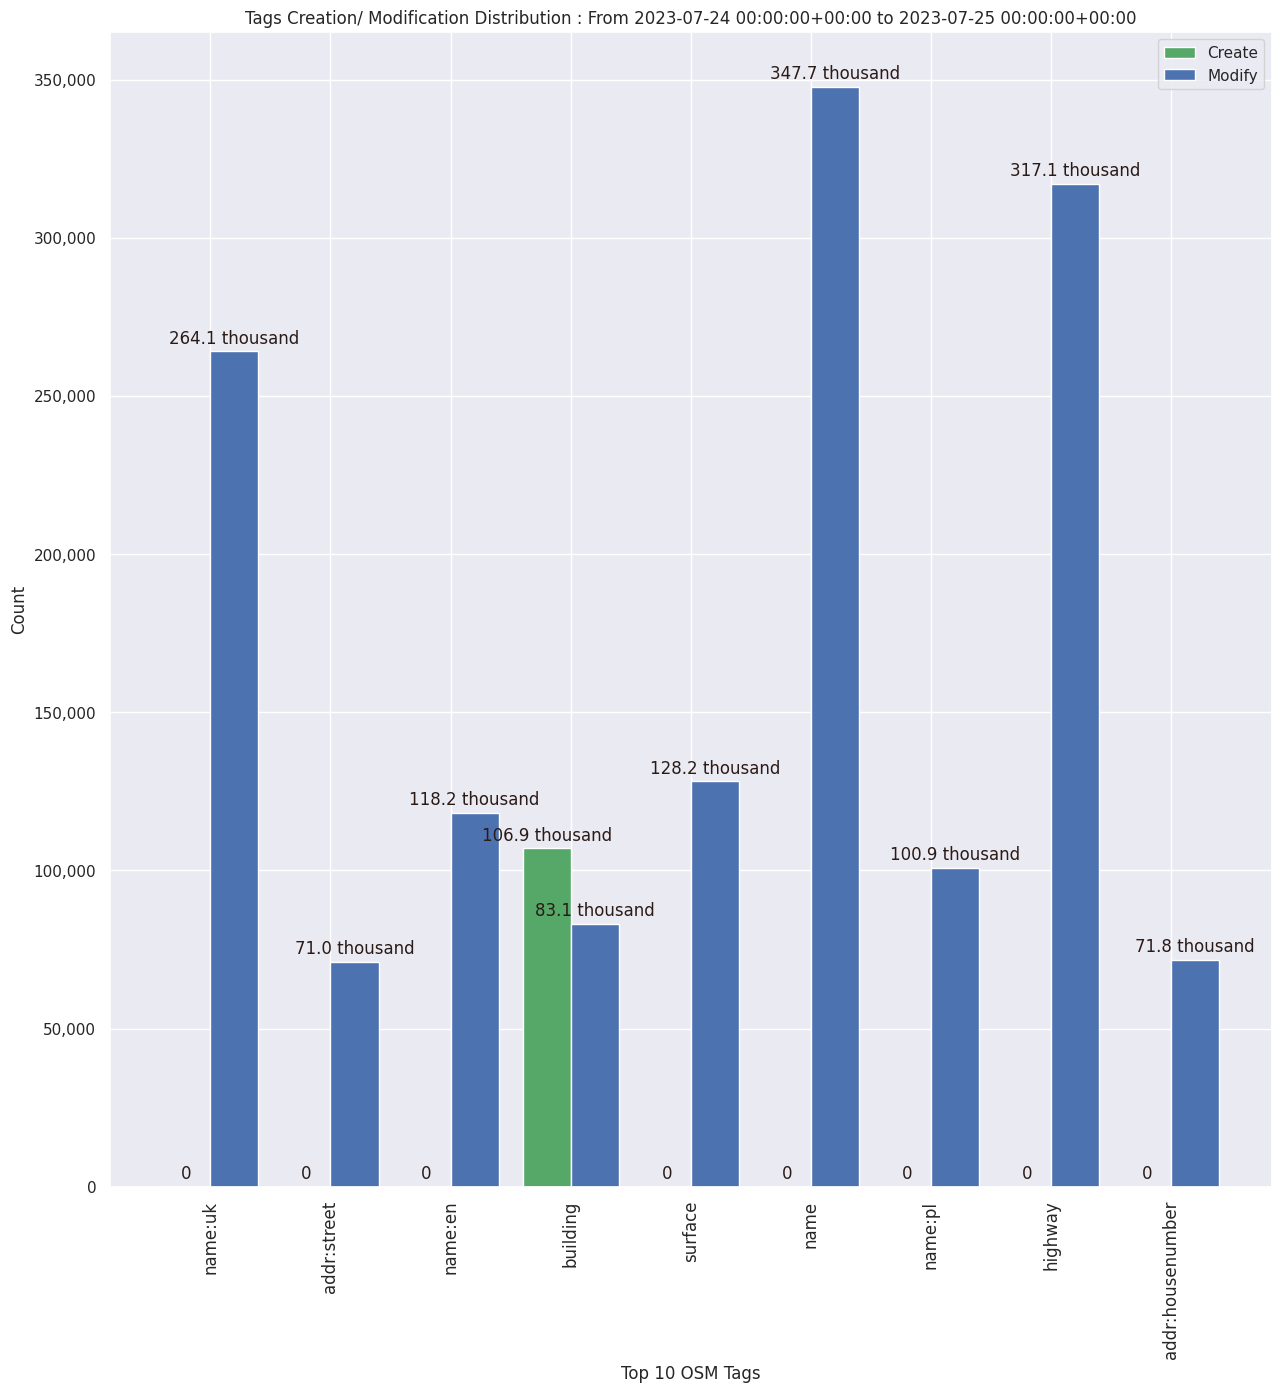 Tags Creation/ Modification Distribution : From 2023-07-24 00:00:00+00:00 to 2023-07-25 00:00:00+00:00
Create
Modify
350,000
300,000
250,000
200,000
150,000
100,000
50,000
0
Count
347.7 thousand
317.1 thousand
264.1 thousand
128.2 thousand
118.2 thousand
106.9 thousand
100.9 thousand
83.1 thousand
71.0 thousand
71.8 thousand
0
0
0
0
0
0
0
0
name:uk
addr:street
name:en
building
surface
name
name:pl
highway
addr:housenumber
Top 10 OSM Tags